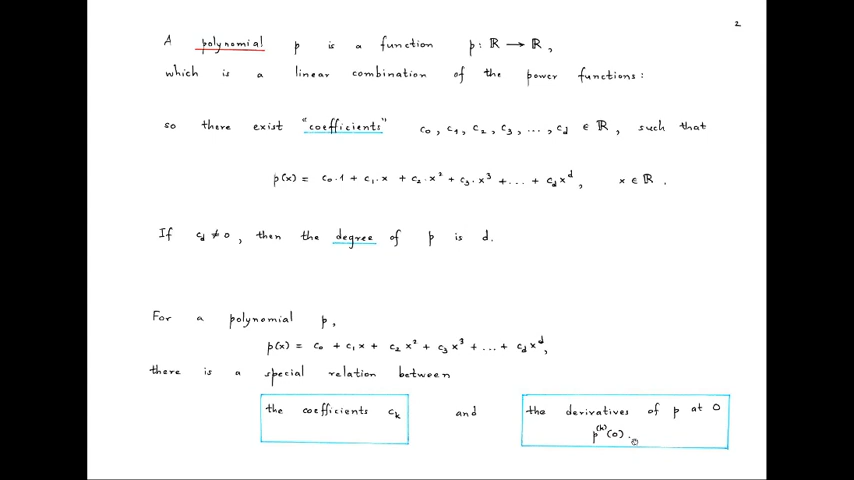 2
A polynomial p is a function p: ℝ → ℝ,
which is a linear combination of the power functions:
so there exist "coefficients" c₀, c₁, c₂, c₃, ..., c_d ∈ ℝ, such that
p(x) = c₀·1 + c₁·x + c₂·x² + c₃·x³ + ... + c_d x^d, x ∈ ℝ.
If c_d ≠ 0, then the degree of p is d.
For a polynomial p,
p(x) = c₀ + c₁x + c₂x² + c₃x³ + ... + c_d x^d,
there is a special relation between
the coefficients c_k and the derivatives of p at 0
p^(k)(0).